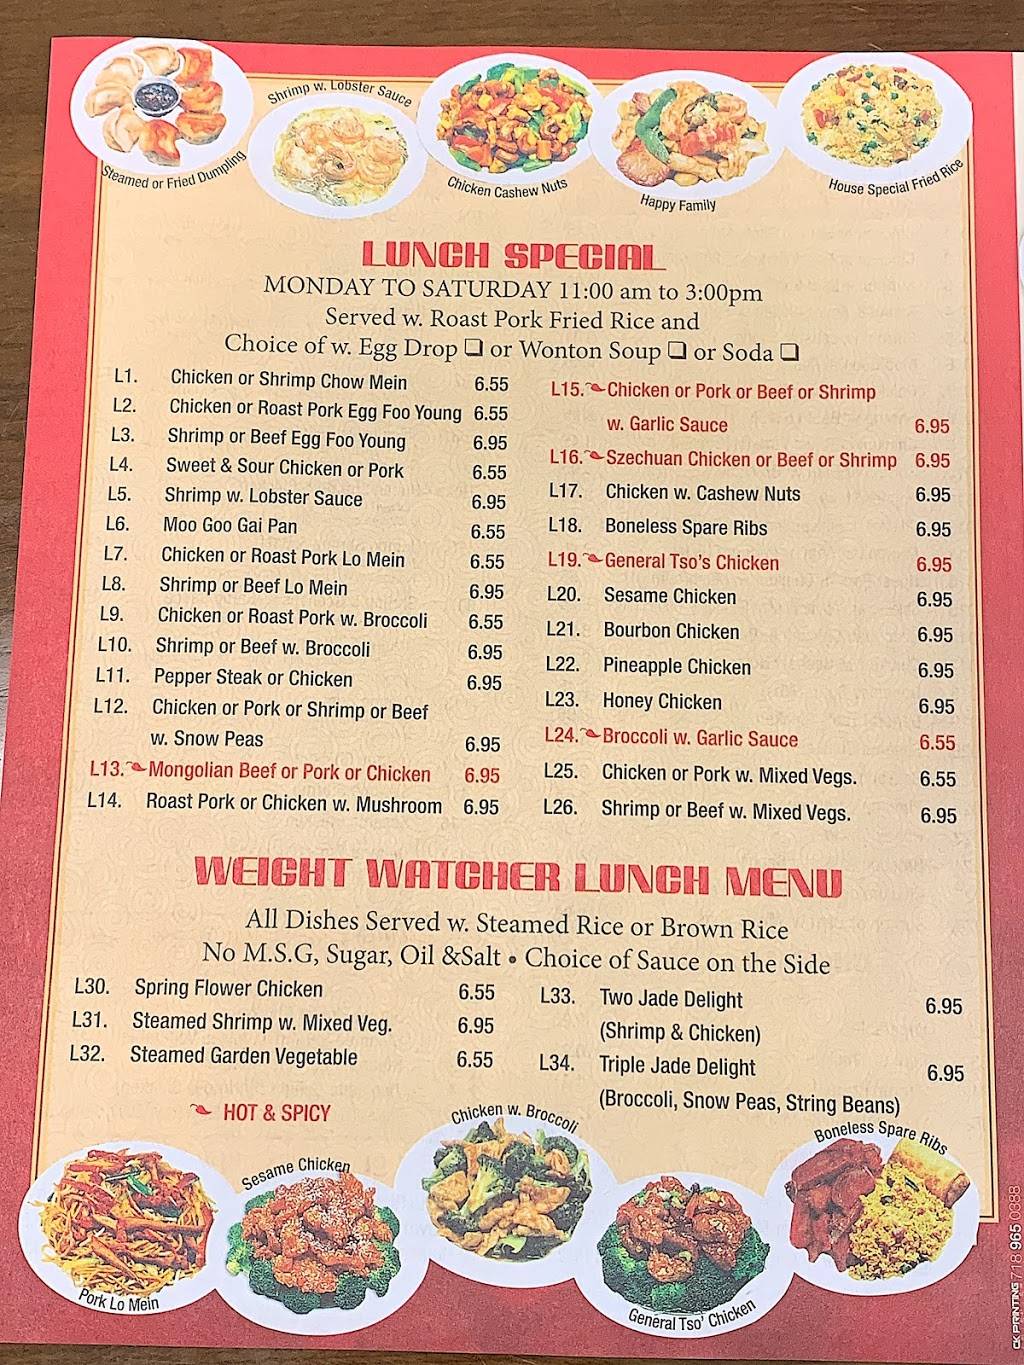 Steamed or Fried Dumpling
Shrimp w. Lobster Sauce
Chicken Cashew Nuts
Happy Family
House Special Fried Rice
LUNCH SPECIAL
MONDAY TO SATURDAY 11:00 am to 3:00pm
Served w. Roast Pork Fried Rice and
Choice of w. Egg Drop ❑ or Wonton Soup ❑ or Soda ❑
L1. Chicken or Shrimp Chow Mein 6.55
L2. Chicken or Roast Pork Egg Foo Young 6.55
L3. Shrimp or Beef Egg Foo Young 6.95
L4. Sweet & Sour Chicken or Pork 6.55
L5. Shrimp w. Lobster Sauce 6.95
L6. Moo Goo Gai Pan 6.55
L7. Chicken or Roast Pork Lo Mein 6.55
L8. Shrimp or Beef Lo Mein 6.95
L9. Chicken or Roast Pork w. Broccoli 6.55
L10. Shrimp or Beef w. Broccoli 6.95
L11. Pepper Steak or Chicken 6.95
L12. Chicken or Pork or Shrimp or Beef
w. Snow Peas 6.95
L13. Mongolian Beef or Pork or Chicken 6.95
L14. Roast Pork or Chicken w. Mushroom 6.95
L15. Chicken or Pork or Beef or Shrimp
w. Garlic Sauce 6.95
L16. Szechuan Chicken or Beef or Shrimp 6.95
L17. Chicken w. Cashew Nuts 6.95
L18. Boneless Spare Ribs 6.95
L19. General Tso's Chicken 6.95
L20. Sesame Chicken 6.95
L21. Bourbon Chicken 6.95
L22. Pineapple Chicken 6.95
L23. Honey Chicken 6.95
L24. Broccoli w. Garlic Sauce 6.55
L25. Chicken or Pork w. Mixed Vegs. 6.55
L26. Shrimp or Beef w. Mixed Vegs. 6.95
WEIGHT WATCHER LUNCH MENU
All Dishes Served w. Steamed Rice or Brown Rice
No M.S.G, Sugar, Oil &Salt • Choice of Sauce on the Side
L30. Spring Flower Chicken 6.55
L31. Steamed Shrimp w. Mixed Veg. 6.95
L32. Steamed Garden Vegetable 6.55
L33. Two Jade Delight 6.95
(Shrimp & Chicken)
L34. Triple Jade Delight 6.95
(Broccoli, Snow Peas, String Beans)
HOT & SPICY
Pork Lo Mein
Sesame Chicken
Chicken w. Broccoli
General Tso' Chicken
Boneless Spare Ribs
CK PRINTING 718 965 0388